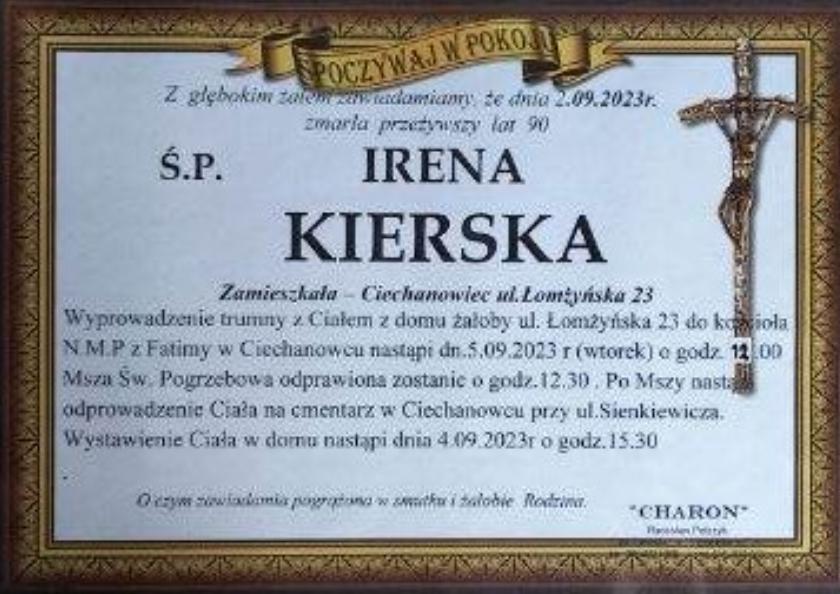 SPOCZYWAJ W POKOJU
Z głębokim żalem zawiadamiamy, że dnia 2.09.2023r.
zmarła przeżywszy lat 90
Ś.P. IRENA
KIERSKA
Zamieszkała – Ciechanowiec ul.Łomżyńska 23
Wyprowadzenie trumny z Ciałem z domu żałoby ul. Łomżyńska 23 do kościoła
N.M.P z Fatimy w Ciechanowcu nastąpi dn.5.09.2023 r (wtorek) o godz. 12.00
Msza Św. Pogrzebowa odprawiona zostanie o godz.12.30 . Po Mszy nastąpi
odprowadzenie Ciała na cmentarz w Ciechanowcu przy ul.Sienkiewicza.
Wystawienie Ciała w domu nastąpi dnia 4.09.2023r o godz.15.30
.
O czym zawiadamia pogrążona w smutku i żałobie Rodzina.
"CHARON"